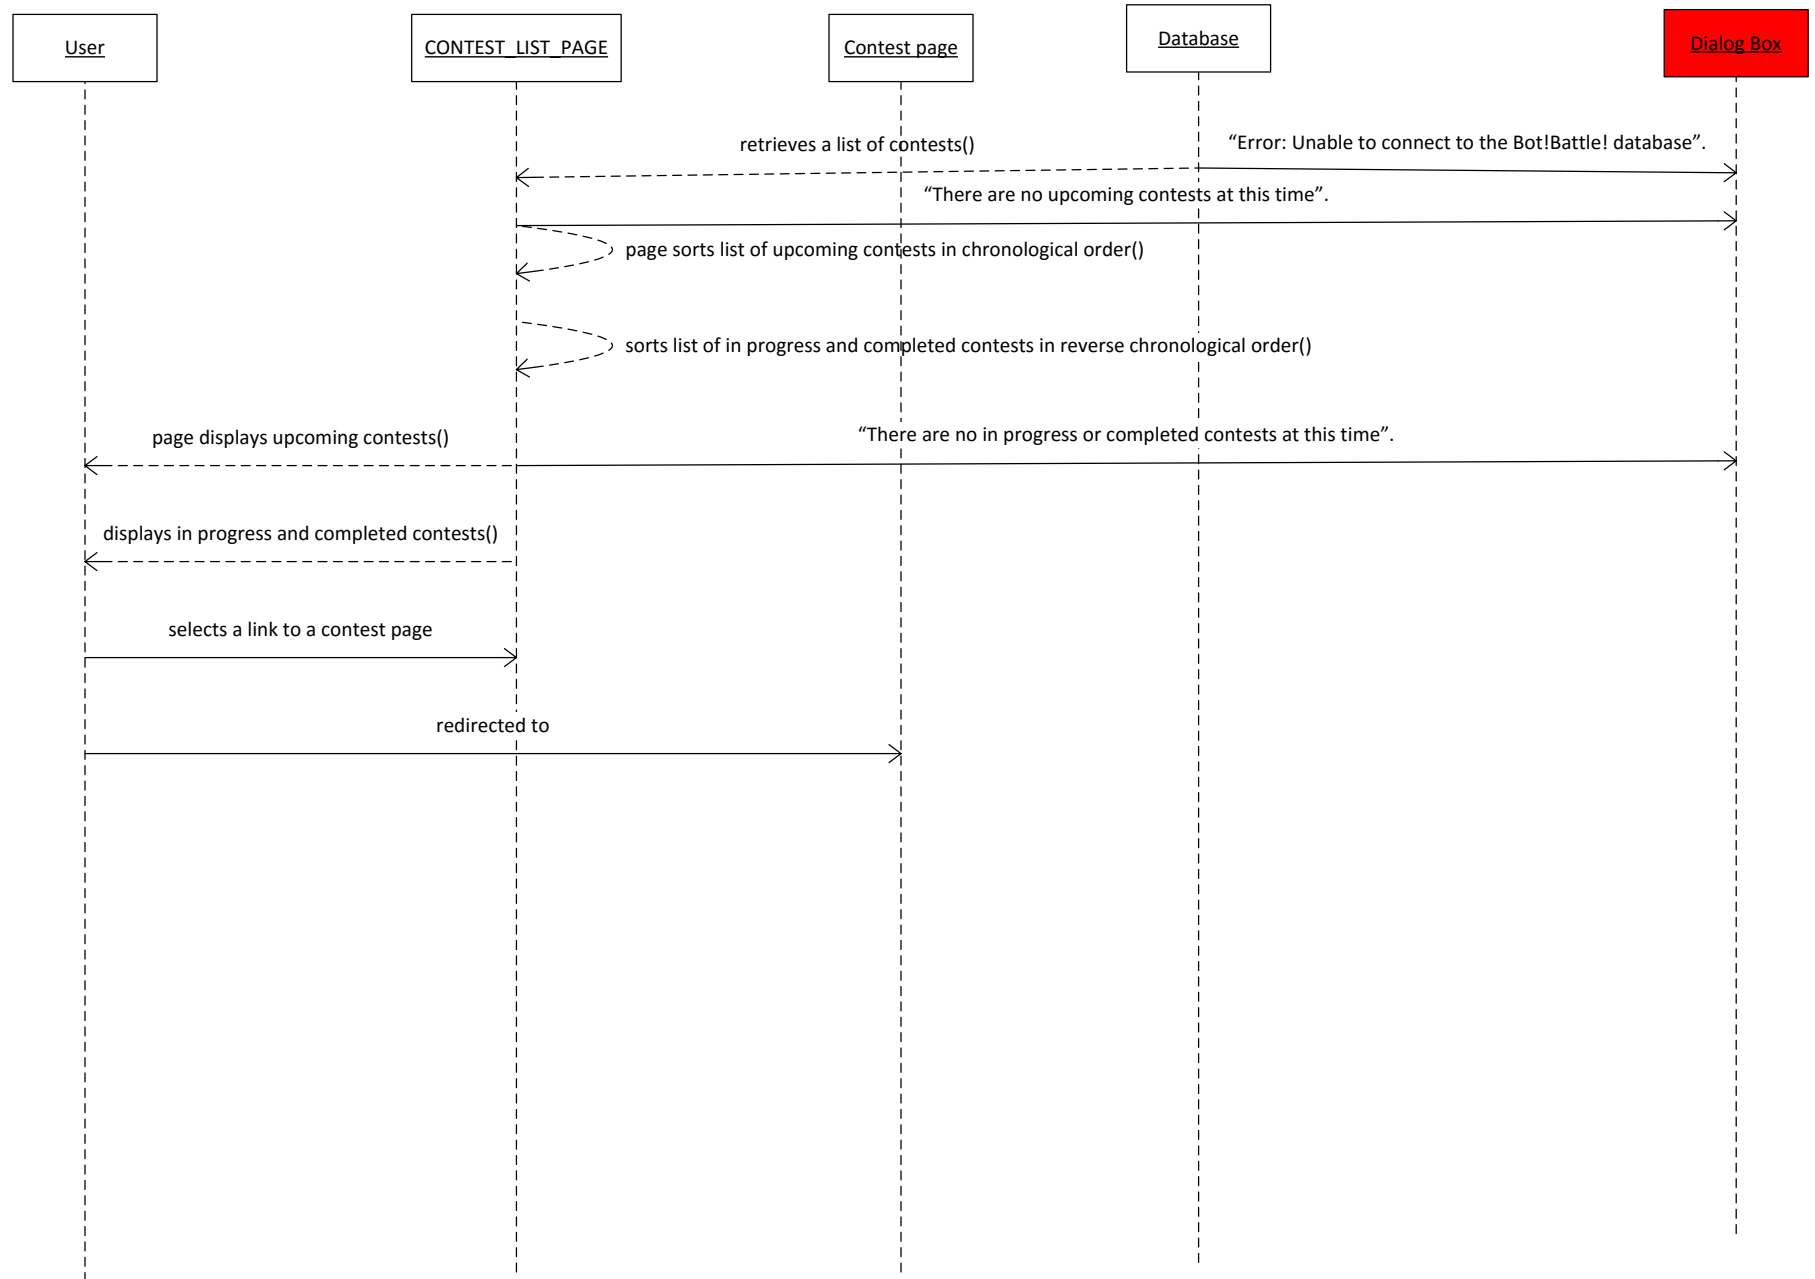 User
CONTEST_LIST_PAGE
Contest page
Database
Dialog Box
retrieves a list of contests()
“Error: Unable to connect to the Bot!Battle! database”.
“There are no upcoming contests at this time”.
page sorts list of upcoming contests in chronological order()
sorts list of in progress and completed contests in reverse chronological order()
page displays upcoming contests()
“There are no in progress or completed contests at this time”.
displays in progress and completed contests()
selects a link to a contest page
redirected to